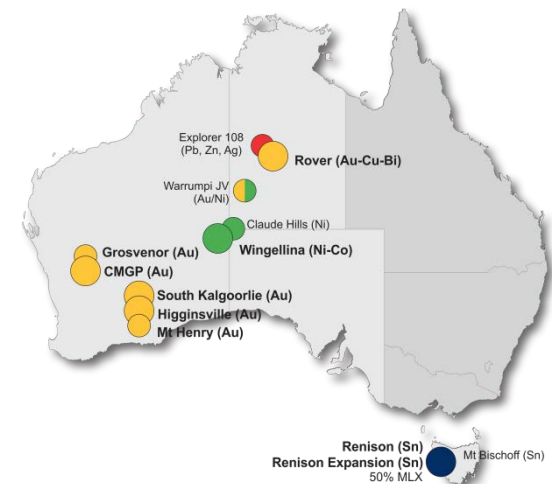 Explorer 108
(Pb, Zn, Ag)
Rover (Au-Cu-Bi)
Warrumpi JV
(Au/Ni)
Claude Hills (Ni)
Wingellina (Ni-Co)
Grosvenor (Au)
CMGP (Au)
South Kalgoorlie (Au)
Higginsville (Au)
Mt Henry (Au)
Renison (Sn)
Mt Bischoff (Sn)
Renison Expansion (Sn)
50% MLX